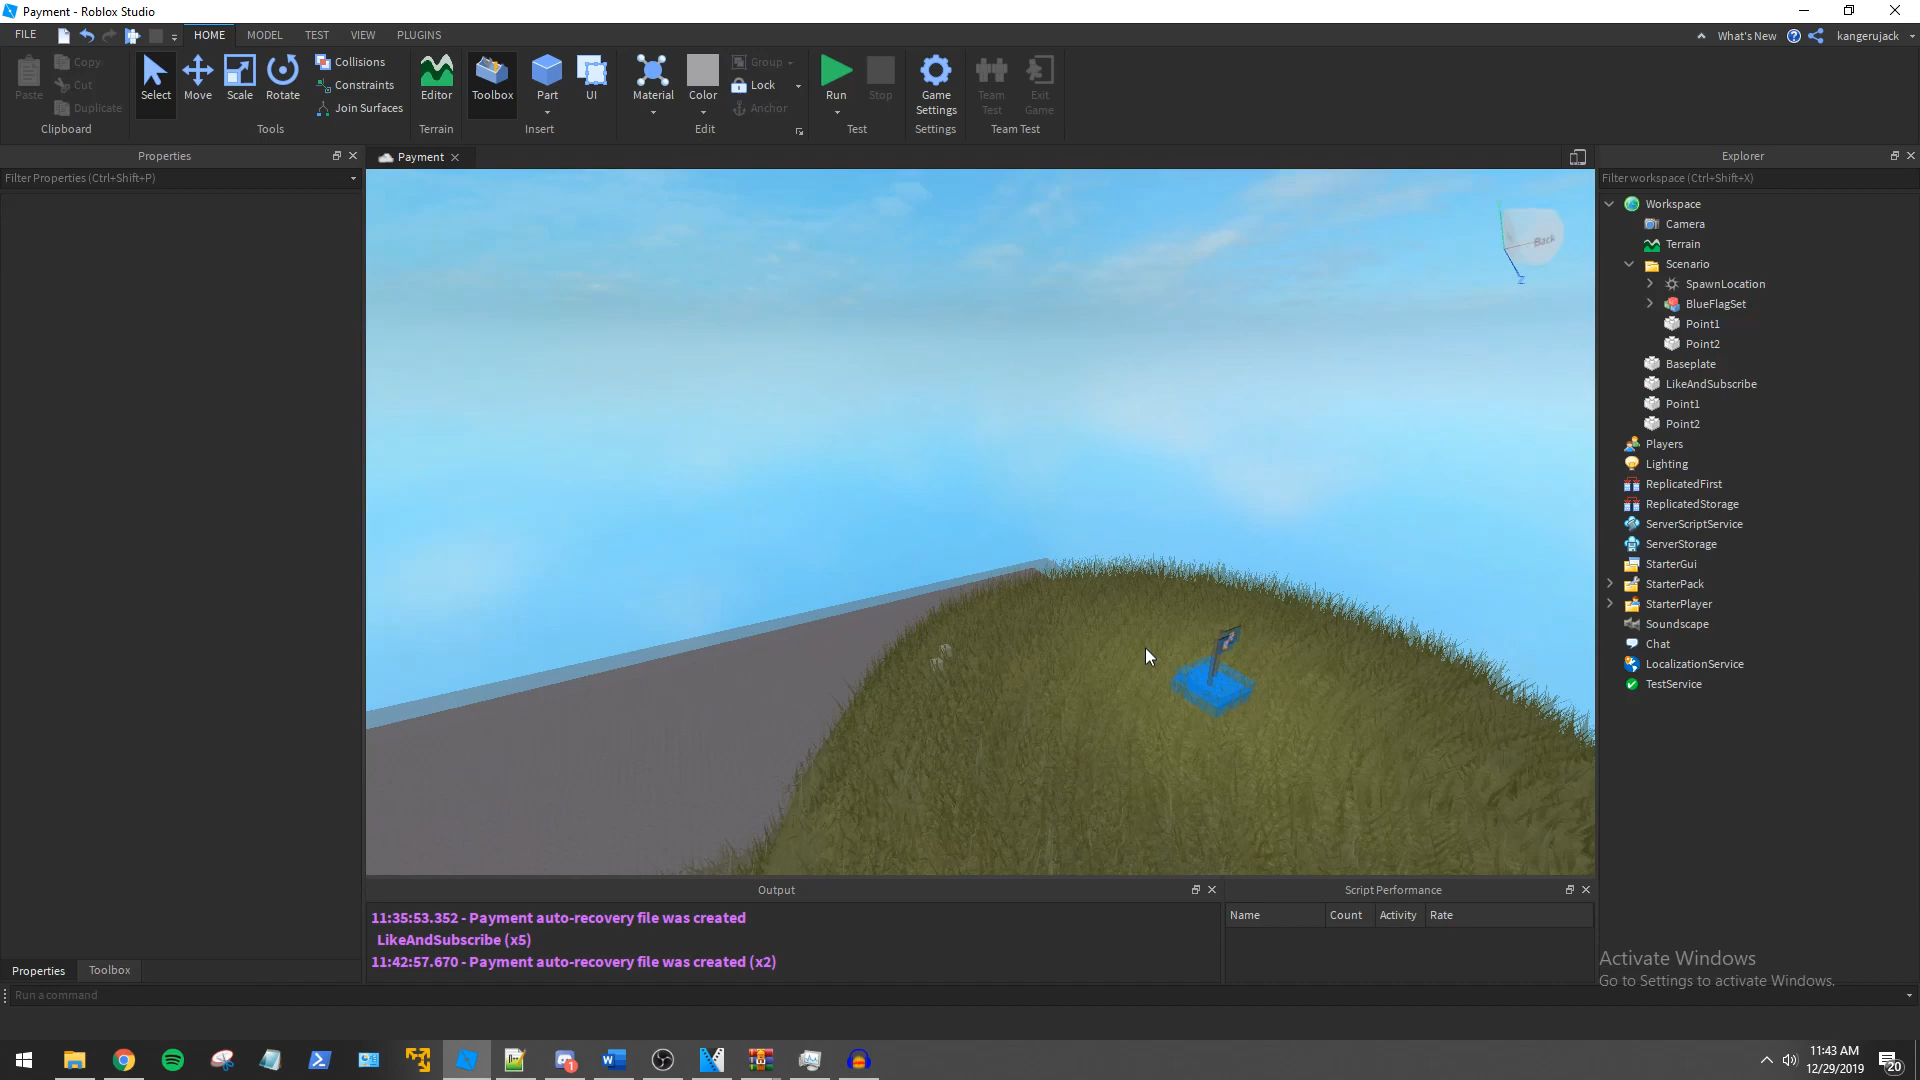 Payment - Roblox Studio
FILE
HOME
MODEL
TEST
VIEW
PLUGINS
What's New
kangerujack
Paste
Copy
Cut
Duplicate
Clipboard
Select
Move
Scale
Rotate
Collisions
Constraints
Join Surfaces
Tools
Editor
Terrain
Toolbox
Part
UI
Insert
Material
Color
Group
Lock
Anchor
Edit
Run
Stop
Test
Game
Settings
Settings
Team
Test
Exit
Game
Team Test
Properties
Filter Properties (Ctrl+Shift+P)
Payment
Back
Z
Explorer
Filter workspace (Ctrl+Shift+X)
Workspace
Camera
Terrain
Scenario
SpawnLocation
BlueFlagSet
Point1
Point2
Baseplate
LikeAndSubscribe
Point1
Point2
Players
Lighting
ReplicatedFirst
ReplicatedStorage
ServerScriptService
ServerStorage
StarterGui
StarterPack
StarterPlayer
Soundscape
Chat
LocalizationService
TestService
Output
11:35:53.352 - Payment auto-recovery file was created
LikeAndSubscribe (x5)
11:42:57.670 - Payment auto-recovery file was created (x2)
Script Performance
Name
Count
Activity
Rate
Properties
Toolbox
Run a command
Activate Windows
Go to Settings to activate Windows.
11:43 AM
12/29/2019
20